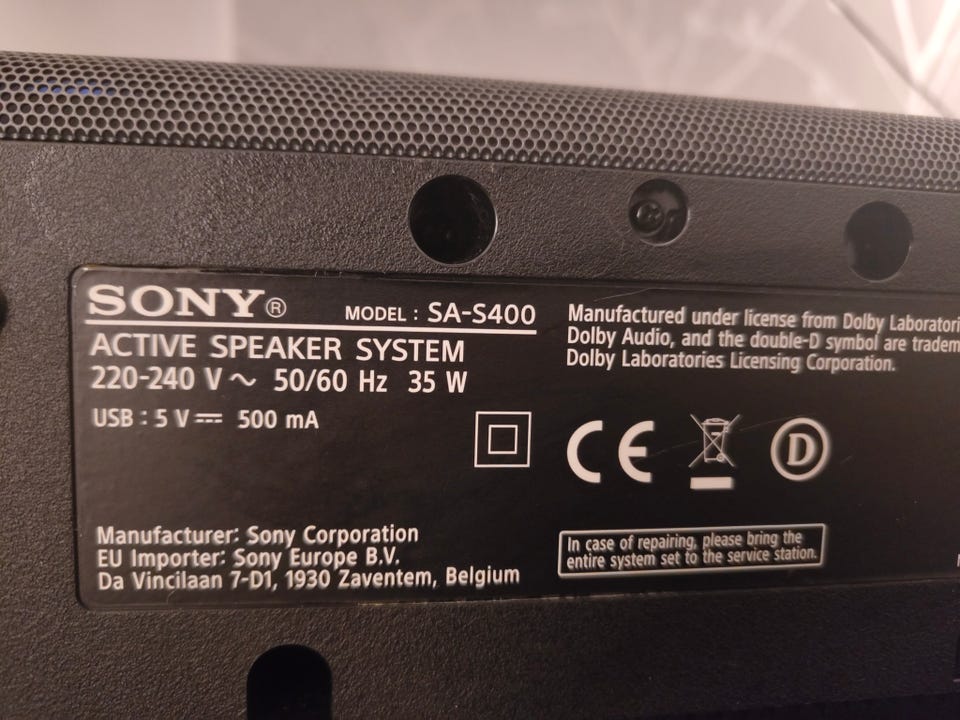 SONY®
MODEL : SA-S400
ACTIVE SPEAKER SYSTEM
220-240 V ~ 50/60 Hz 35 W
USB : 5 V ⎓ 500 mA
Manufacturer: Sony Corporation
EU Importer: Sony Europe B.V.
Da Vincilaan 7-D1, 1930 Zaventem, Belgium
Manufactured under license from Dolby
Dolby Audio, and the double-D symbol are
Dolby Laboratories Licensing Corporation.
CE
D
In case of repairing, please bring the
entire system set to the service station.